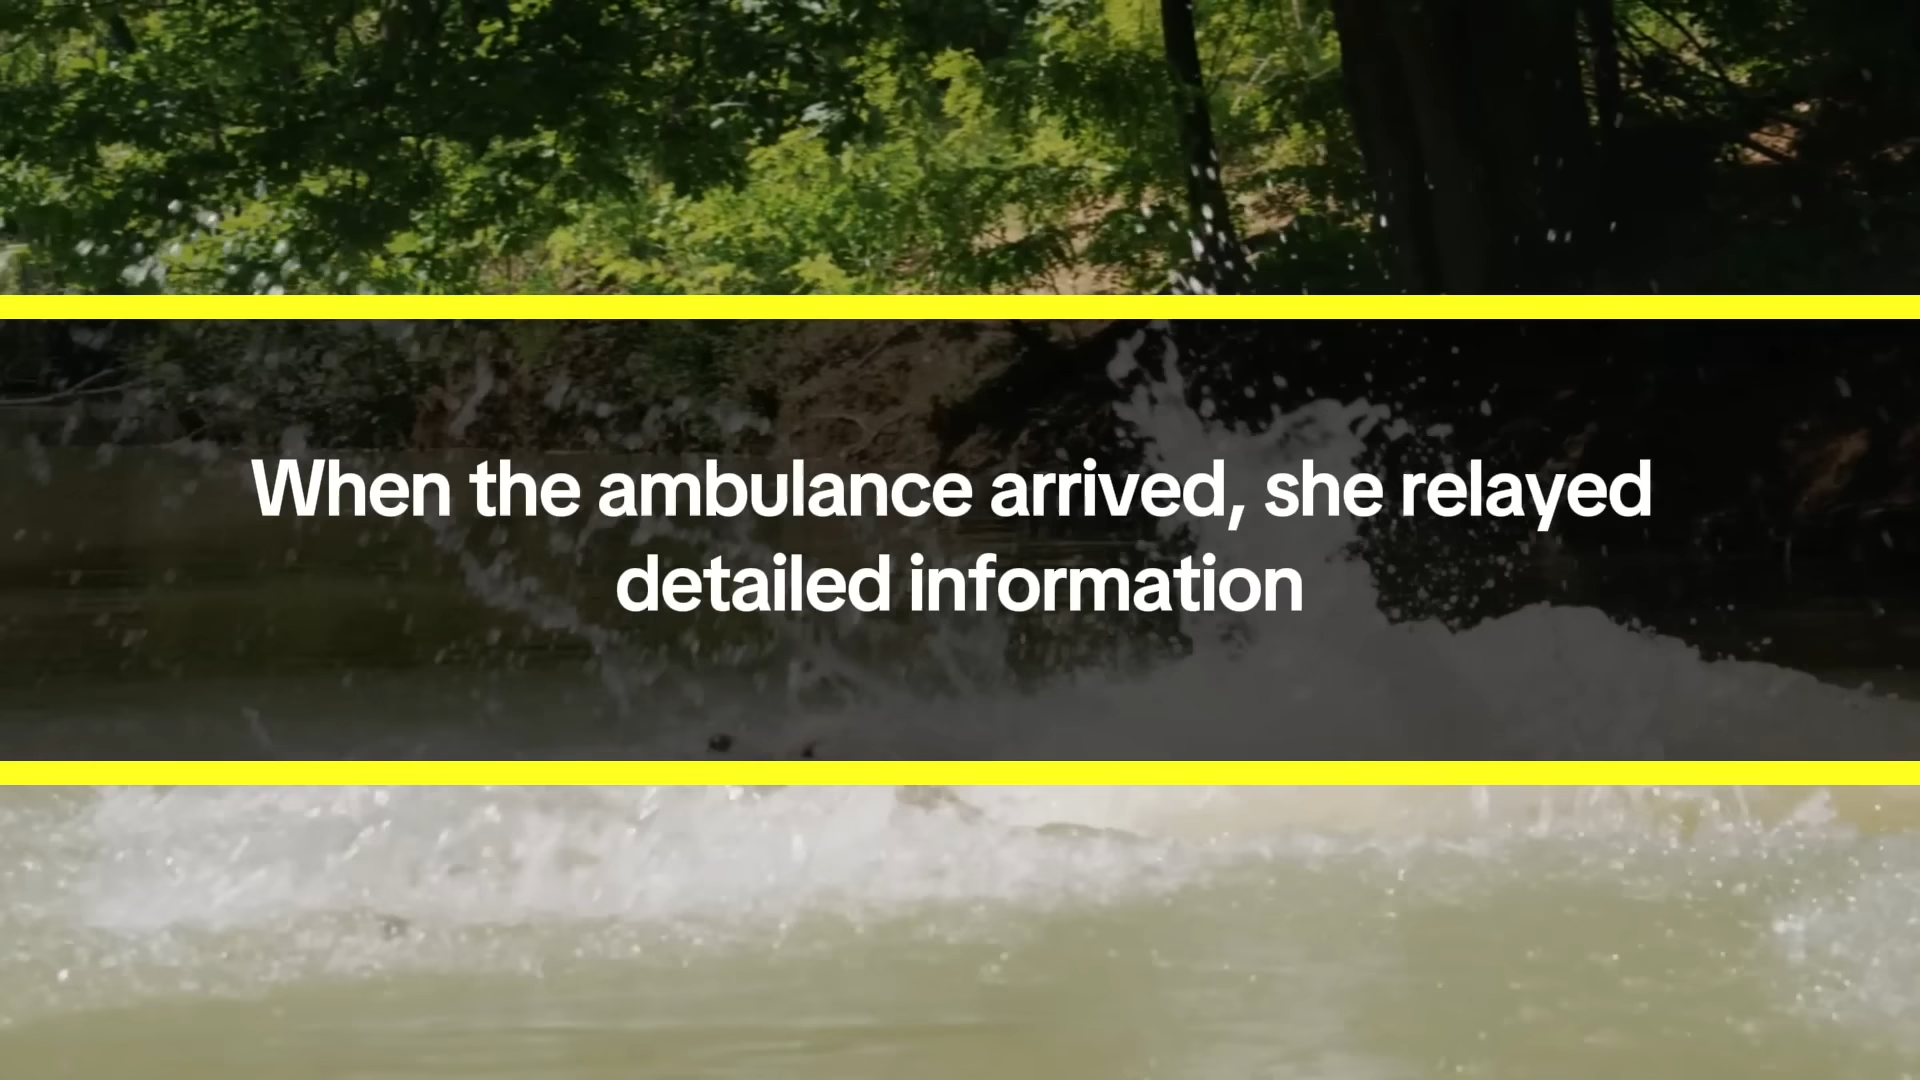 When the ambulance arrived, she relayed
detailed information